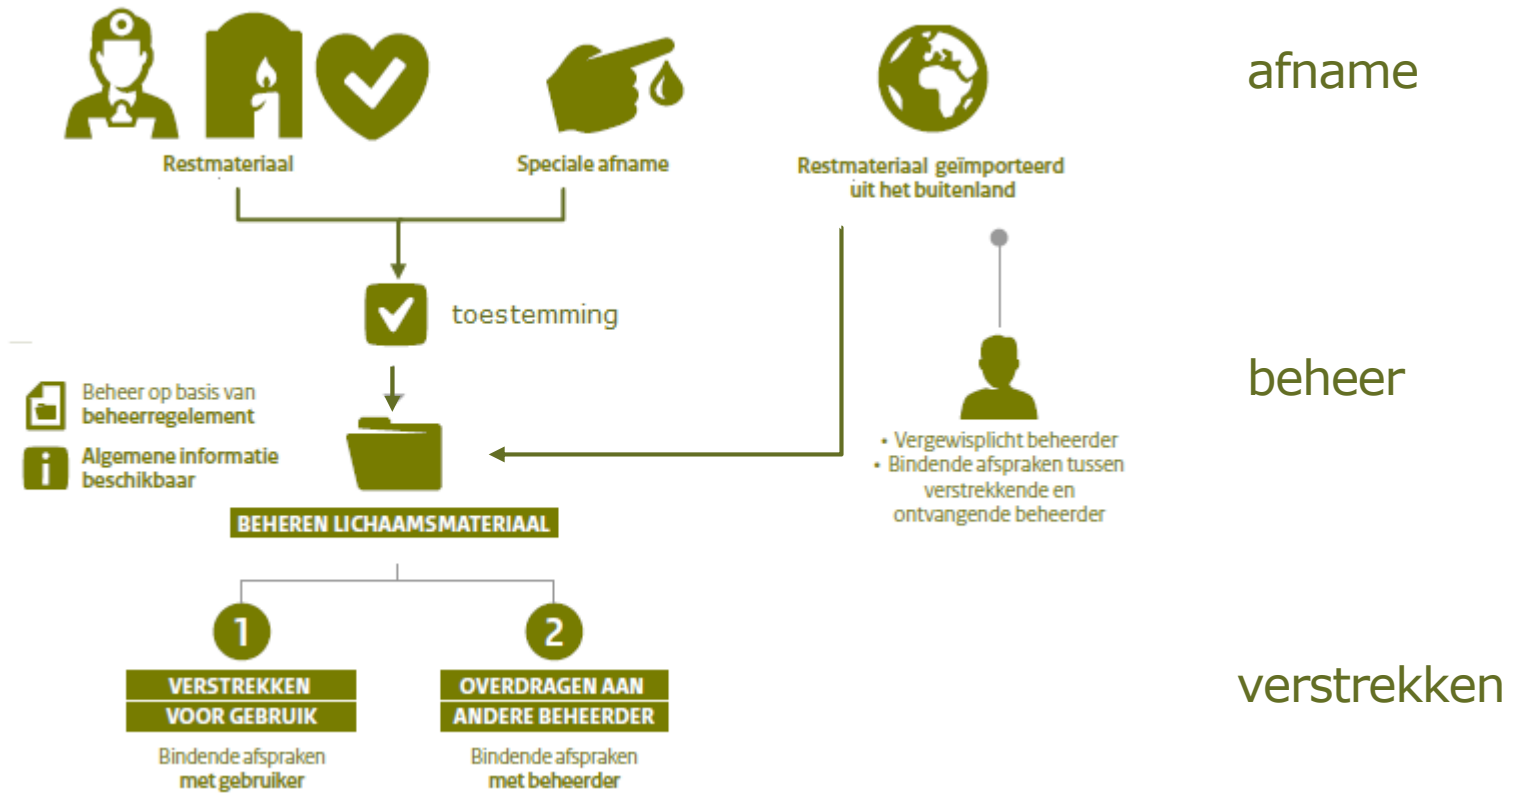 afname
Restmateriaal
Speciale afname
Restmateriaal geïmporteerd
uit het buitenland
toestemming
beheer
Beheer op basis van
beheerregelement
Algemene informatie
beschikbaar
• Vergewisplicht beheerder
• Bindende afspraken tussen
verstrekkende en
ontvangende beheerder
BEHEREN LICHAAMSMATERIAAL
1
2
verstrekken
VERSTREKKEN
VOOR GEBRUIK
OVERDRAGEN AAN
ANDERE BEHEERDER
Bindende afspraken
met gebruiker
Bindende afspraken
met beheerder